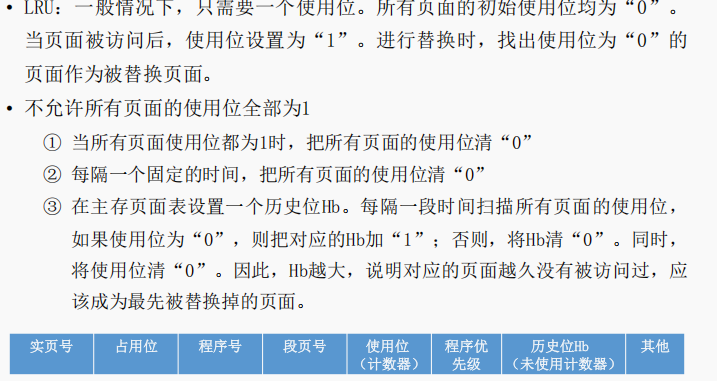 • LRU：一般情况下，只需要一个使用位。所有页面的初始使用位均为“0”。
当页面被访问后，使用位设置为“1”。进行替换时，找出使用位为“0”的
页面作为被替换页面。
• 不允许所有页面的使用位全部为1
① 当所有页面使用位都为1时，把所有页面的使用位清“0”
② 每隔一个固定的时间，把所有页面的使用位清“0”
③ 在主存页面表设置一个历史位Hb。每隔一段时间扫描所有页面的使用位，
如果使用位为“0”，则把对应的Hb加“1”；否则，将Hb清“0”。同时，
将使用位清“0”。因此，Hb越大，说明对应的页面越久没有被访问过，应
该成为最先被替换掉的页面。
实页号 占用位 程序号 段页号 使用位 程序优 历史位Hb 其他
（计数器） 先级 （未使用计数器）